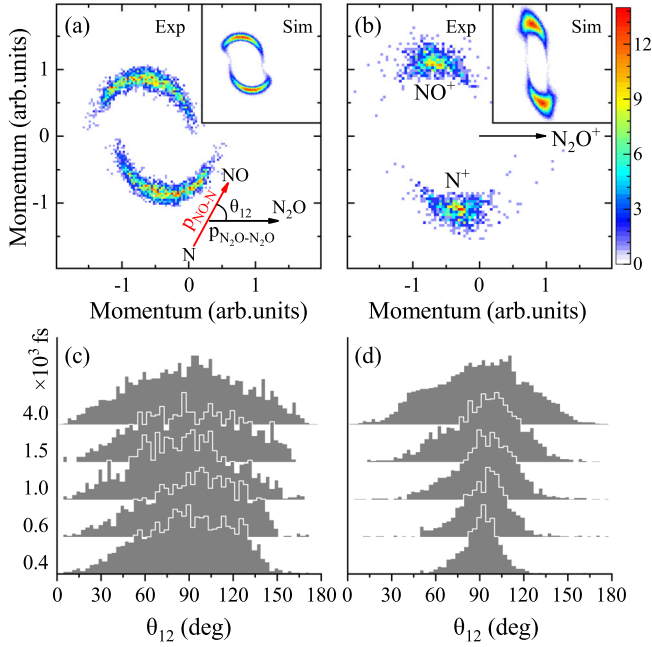 (a) Exp Sim
(b) Exp Sim
Momentum (arb.units)
1
0
-1
NO
θ12
N2O
pNO-N
pN2O-N2O
N
NO+
N2O+
N+
12
9
6
3
0
-1 0 1
-1 0 1
Momentum (arb.units)
Momentum (arb.units)
(c)
(d)
×10³ fs
4.0
1.5
1.0
0.6
0.4
0 30 60 90 120 150 180
0 30 60 90 120 150 180
θ12 (deg)
θ12 (deg)